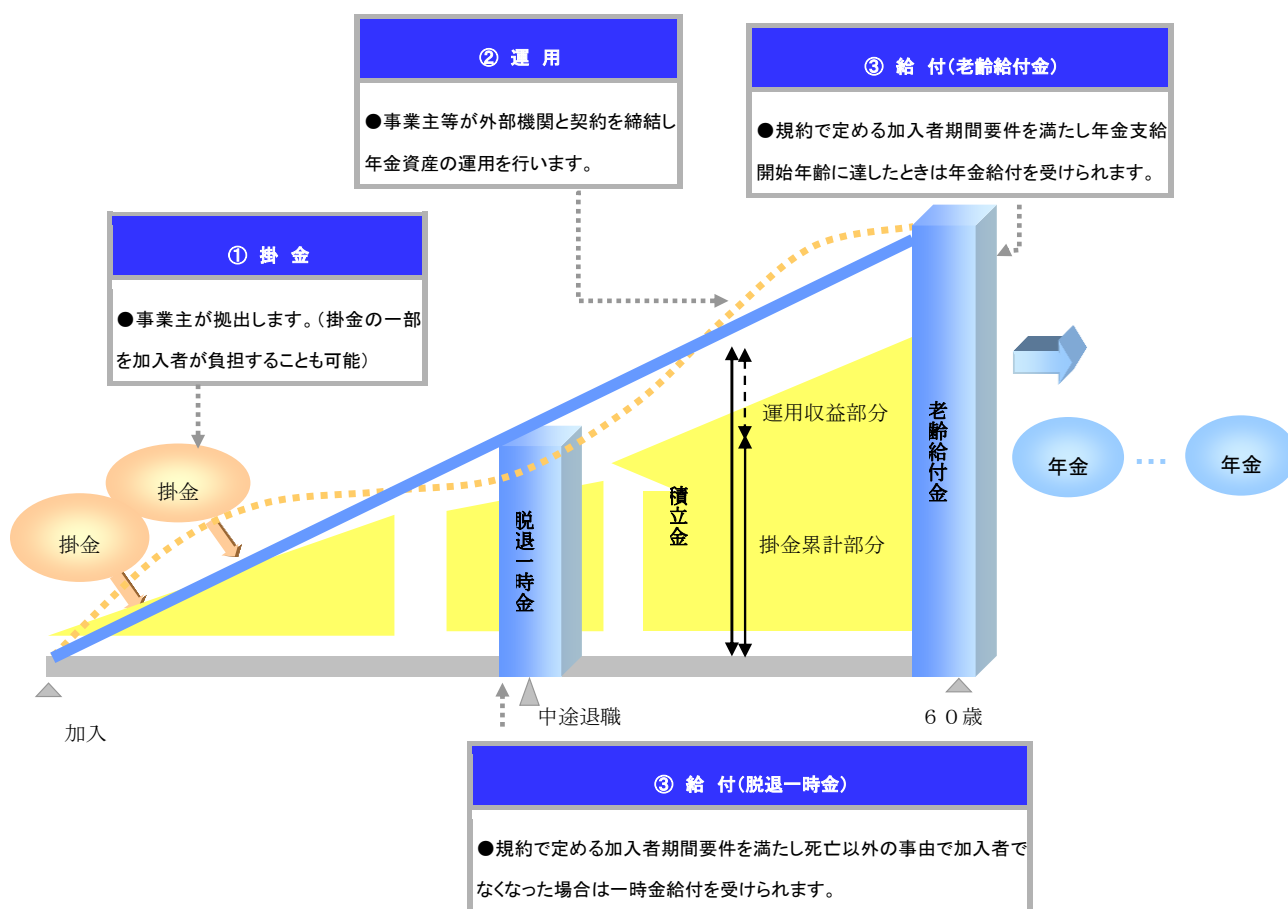 ② 運 用
●事業主等が外部機関と契約を締結し
年金資産の運用を行います。
③ 給 付(老齢給付金)
●規約で定める加入者期間要件を満たし年金支給
開始年齢に達したときは年金給付を受けられます。
① 掛 金
●事業主が拠出します。(掛金の一部
を加入者が負担することも可能)
掛金
掛金
脱退一時金
積立金
運用収益部分
掛金累計部分
老齢給付金
年金
年金
加入
中途退職
60歳
③ 給 付(脱退一時金)
●規約で定める加入者期間要件を満たし死亡以外の事由で加入者で
なくなった場合は一時金給付を受けられます。